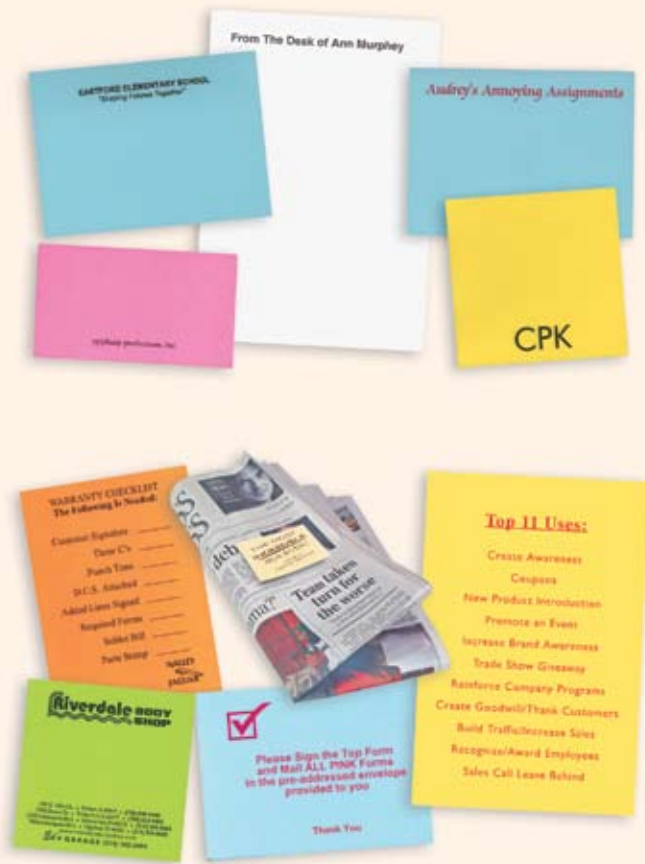 From The Desk of Ann Murphey
EARTFORD ELEMENTARY SCHOOL
"Shaping Futures Together"
Audrey's Annoying Assignments
CPK
WARRANTY CHECKLIST
The Following Is Needed:
Customer Signature
Three C's
Punch Time
D.C.S. Attached
Added Lines Signed
Required Forms
Sublet Bill
Parts Stamp
JAGUAR
Team takes
turn for
the worse
Top 11 Uses:
Create Awareness
Coupons
New Product Introduction
Promote an Event
Increase Brand Awareness
Trade Show Giveaway
Reinforce Company Programs
Create Goodwill/Thank Customers
Build Traffic/Increase Sales
Recognize/Award Employees
Sales Call Leave Behind
Riverdale BODY
SHOP
Please Sign the Top Form
and Mail ALL PINK Forms
in the pre-addressed envelope
provided to you
Thank You